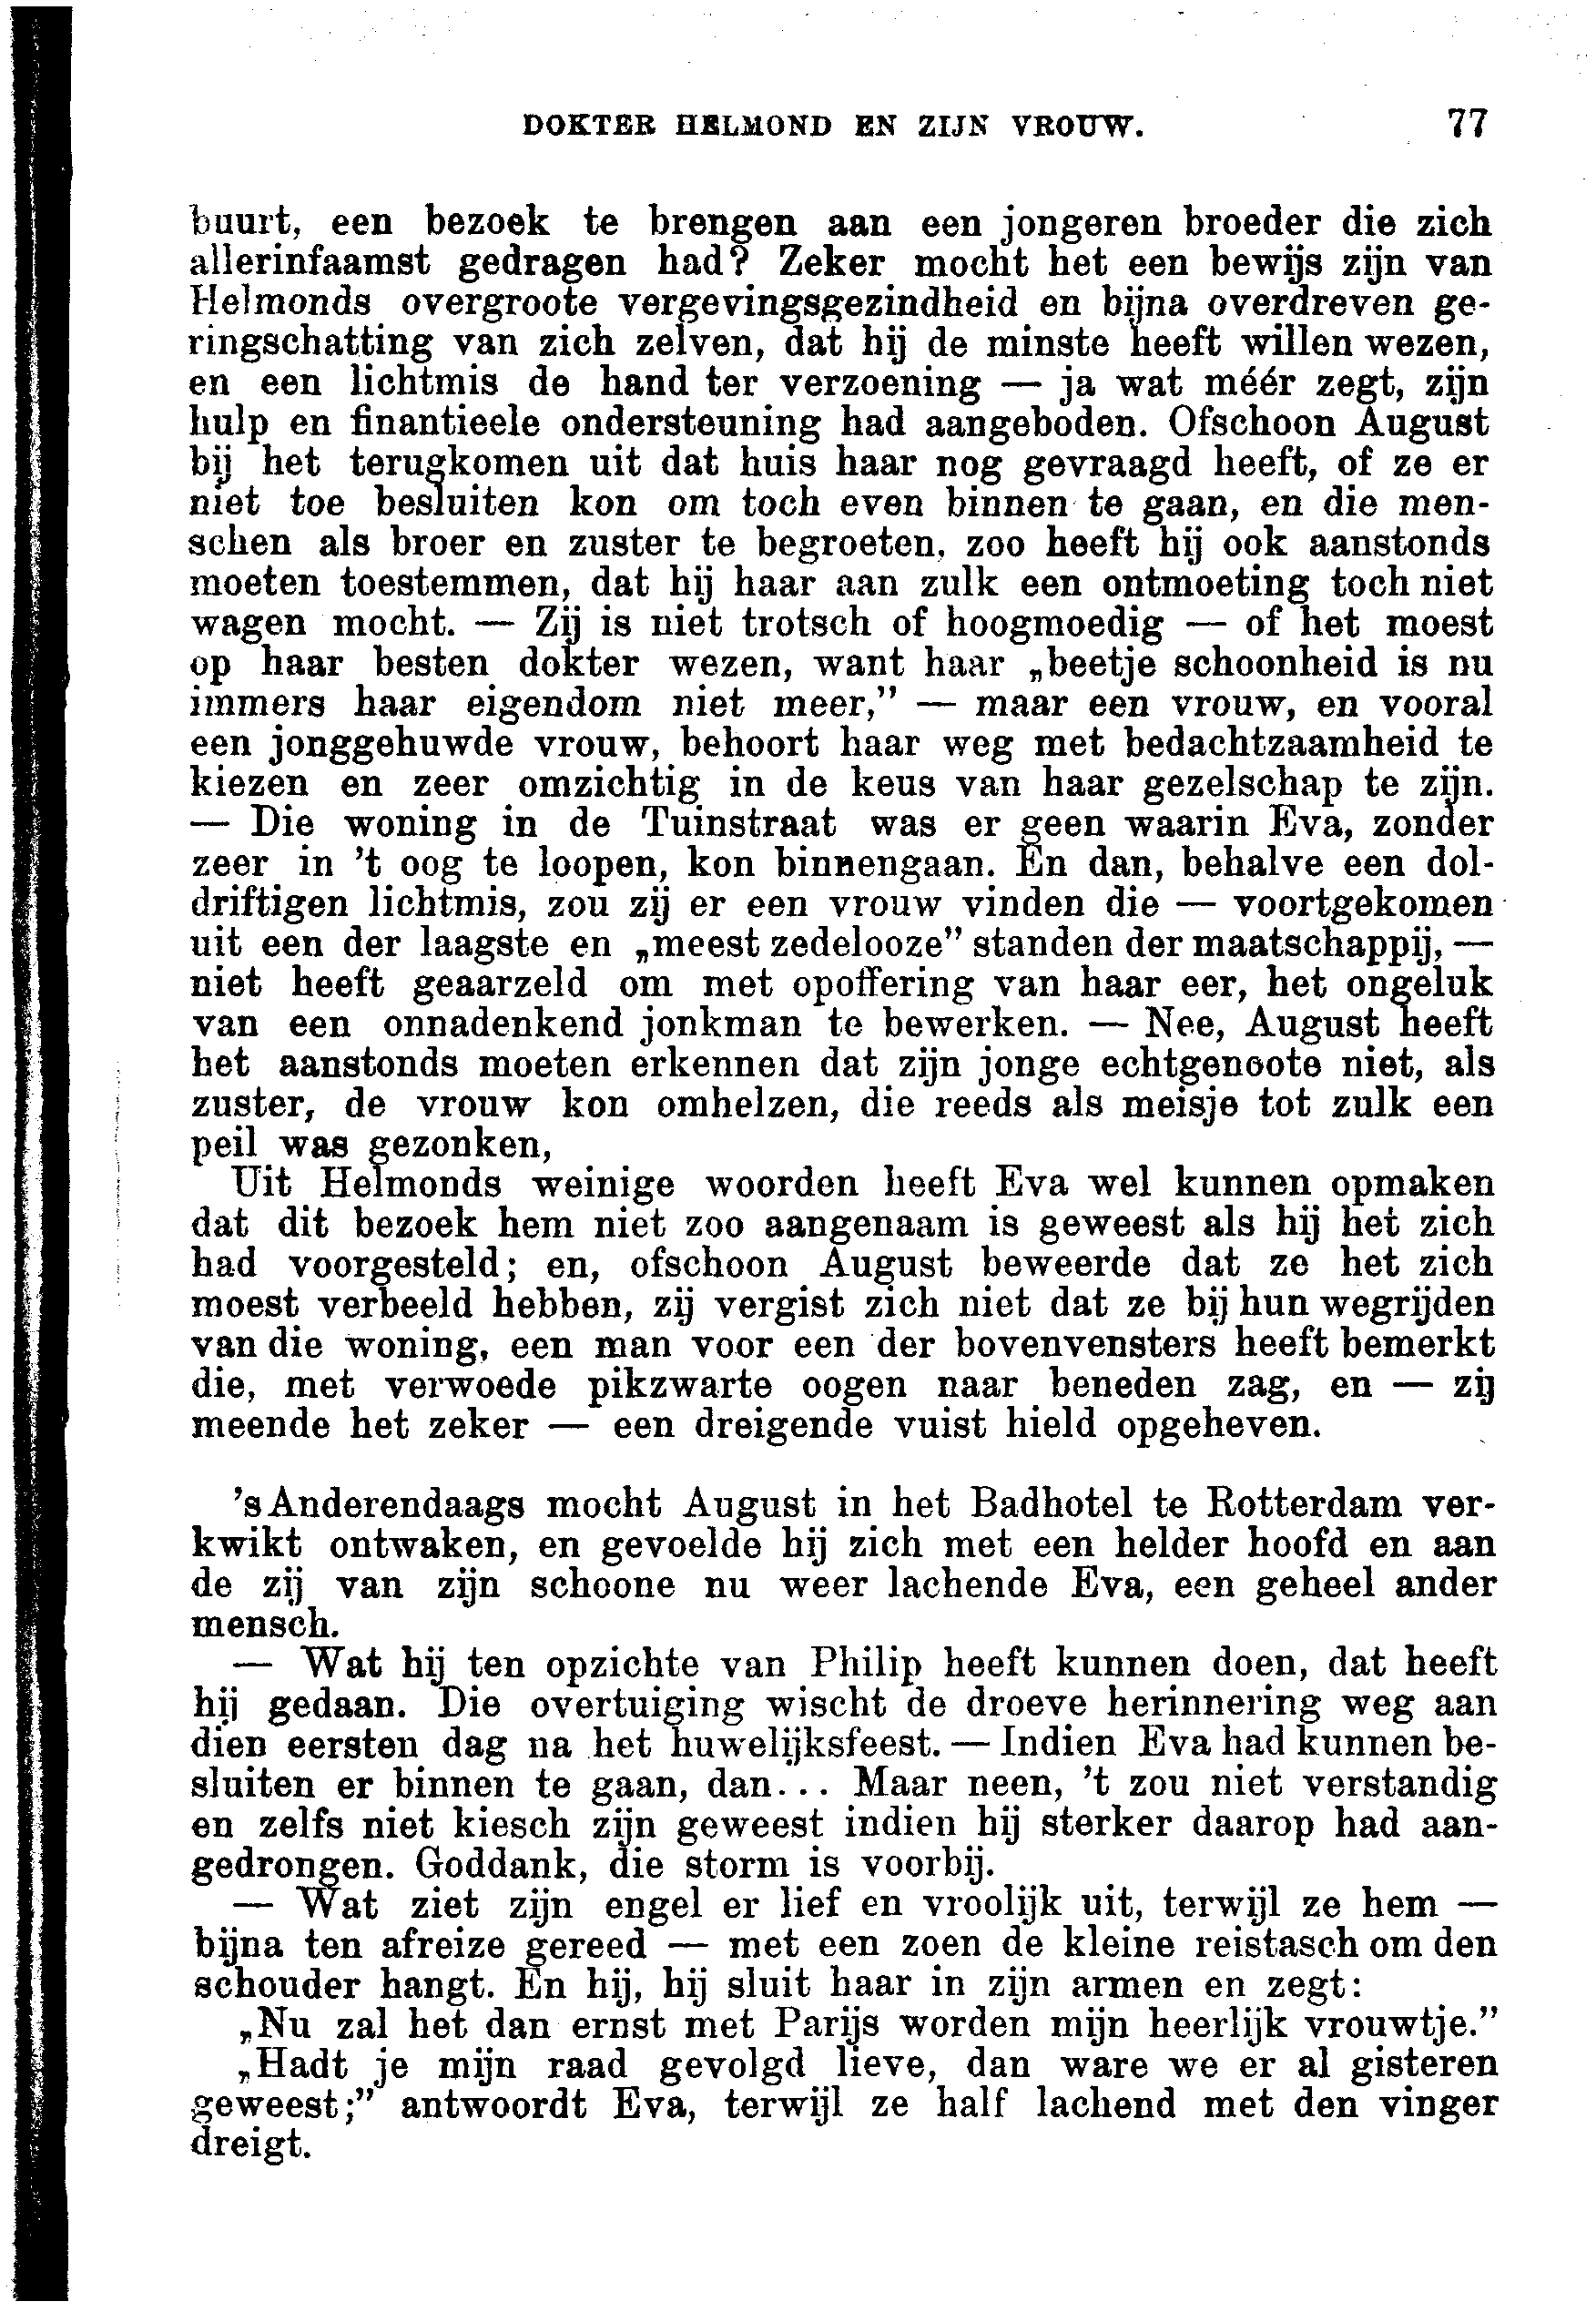 DOKTER HELMOND EN ZIJN VROUW. 77
buurt, een bezoek te brengen aan een jongeren broeder die zich
allerinfaamst gedragen had? Zeker mocht het een bewijs zijn van
Helmonds overgroote vergevingsgezindheid en bijna overdreven ge-
ringschatting van zich zelven, dat hij de minste heeft willen wezen,
en een lichtmis de hand ter verzoening — ja wat méér zegt, zijn
hulp en finantieele ondersteuning had aangeboden. Ofschoon August
bij het terugkomen uit dat huis haar nog gevraagd heeft, of ze er
niet toe besluiten kon om toch even binnen te gaan, en die men-
schen als broer en zuster te begroeten, zoo heeft hij ook aanstonds
moeten toestemmen, dat hij haar aan zulk een ontmoeting toch niet
wagen mocht. — Zij is niet trotsch of hoogmoedig — of het moest
op haar besten dokter wezen, want haar „beetje schoonheid is nu
immers haar eigendom niet meer,” — maar een vrouw, en vooral
een jonggehuwde vrouw, behoort haar weg met bedachtzaamheid te
kiezen en zeer omzichtig in de keus van haar gezelschap te zijn.
— Die woning in de Tuinstraat was er geen waarin Eva, zonder
zeer in 't oog te loopen, kon binnengaan. En dan, behalve een dol-
driftigen lichtmis, zou zij er een vrouw vinden die — voortgekomen
uit een der laagste en „meest zedelooze” standen der maatschappij, —
niet heeft geaarzeld om met opoffering van haar eer, het ongeluk
van een onnadenkend jonkman te bewerken. — Nee, August heeft
het aanstonds moeten erkennen dat zijn jonge echtgenoote niet, als
zuster, de vrouw kon omhelzen, die reeds als meisje tot zulk een
peil was gezonken,
Uit Helmonds weinige woorden heeft Eva wel kunnen opmaken
dat dit bezoek hem niet zoo aangenaam is geweest als hij het zich
had voorgesteld; en, ofschoon August beweerde dat ze het zich
moest verbeeld hebben, zij vergist zich niet dat ze bij hun wegrijden
van die woning, een man voor een der bovenvensters heeft bemerkt
die, met verwoede pikzwarte oogen naar beneden zag, en — zij
meende het zeker — een dreigende vuist hield opgeheven.
's Anderendaags mocht August in het Badhotel te Rotterdam ver-
kwikt ontwaken, en gevoelde hij zich met een helder hoofd en aan
de zij van zijn schoone nu weer lachende Eva, een geheel ander
mensch.
— Wat hij ten opzichte van Philip heeft kunnen doen, dat heeft
hij gedaan. Die overtuiging wischt de droeve herinnering weg aan
dien eersten dag na het huwelijksfeest. — Indien Eva had kunnen be-
sluiten er binnen te gaan, dan... Maar neen, 't zou niet verstandig
en zelfs niet kiesch zijn geweest indien hij sterker daarop had aan-
gedrongen. Goddank, die storm is voorbij.
— Wat ziet zijn engel er lief en vroolijk uit, terwijl ze hem —
bijna ten afreize gereed — met een zoen de kleine reistasch om den
schouder hangt. En hij, hij sluit haar in zijn armen en zegt:
„Nu zal het dan ernst met Parijs worden mijn heerlijk vrouwtje.”
„Hadt je mijn raad gevolgd lieve, dan ware we er al gisteren
geweest;” antwoordt Eva, terwijl ze half lachend met den vinger
dreigt.